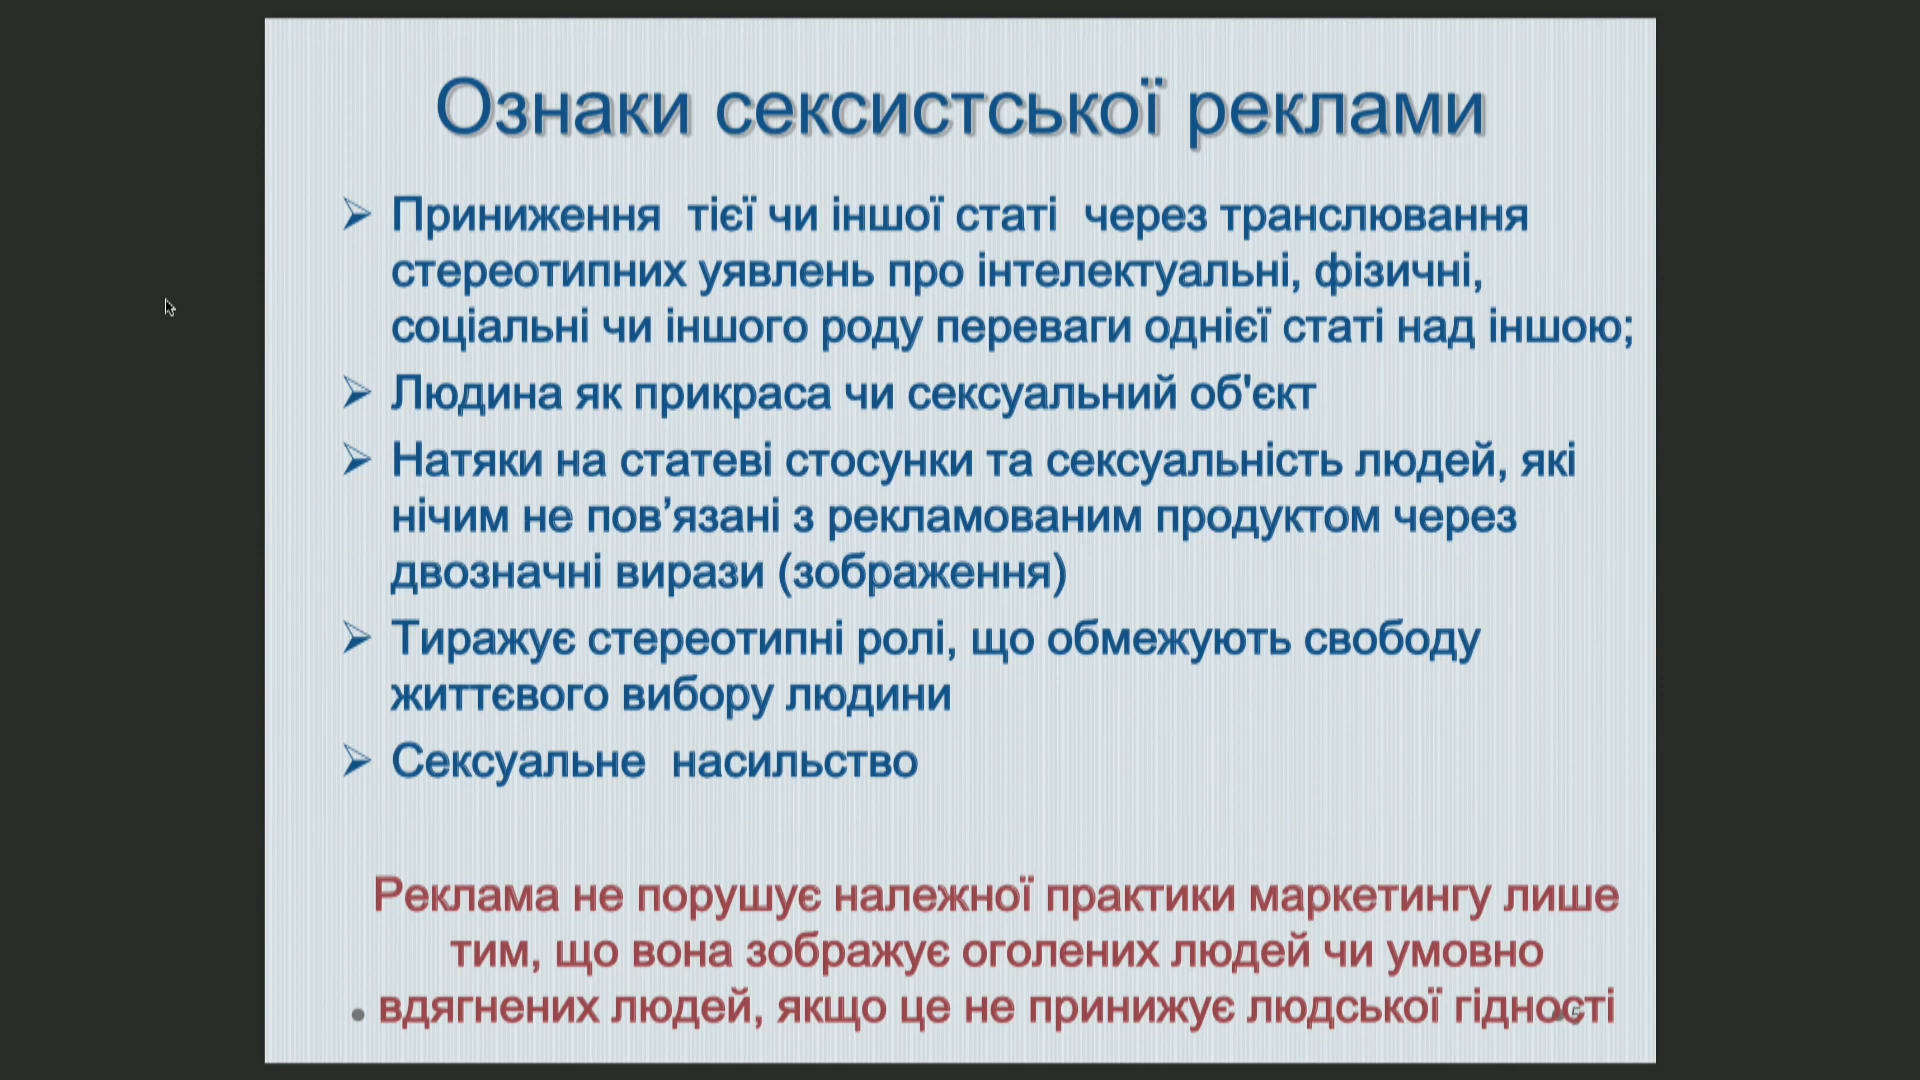 Ознаки сексистської реклами
Приниження тієї чи іншої статі через транслювання
стереотипних уявлень про інтелектуальні, фізичні,
соціальні чи іншого роду переваги однієї статі над іншою;
Людина як прикраса чи сексуальний об'єкт
Натяки на статеві стосунки та сексуальність людей, які
нічим не пов’язані з рекламованим продуктом через
двозначні вирази (зображення)
Тиражує стереотипні ролі, що обмежують свободу
життєвого вибору людини
Сексуальне насильство
Реклама не порушує належної практики маркетингу лише
тим, що вона зображує оголених людей чи умовно
вдягнених людей, якщо це не принижує людської гідності